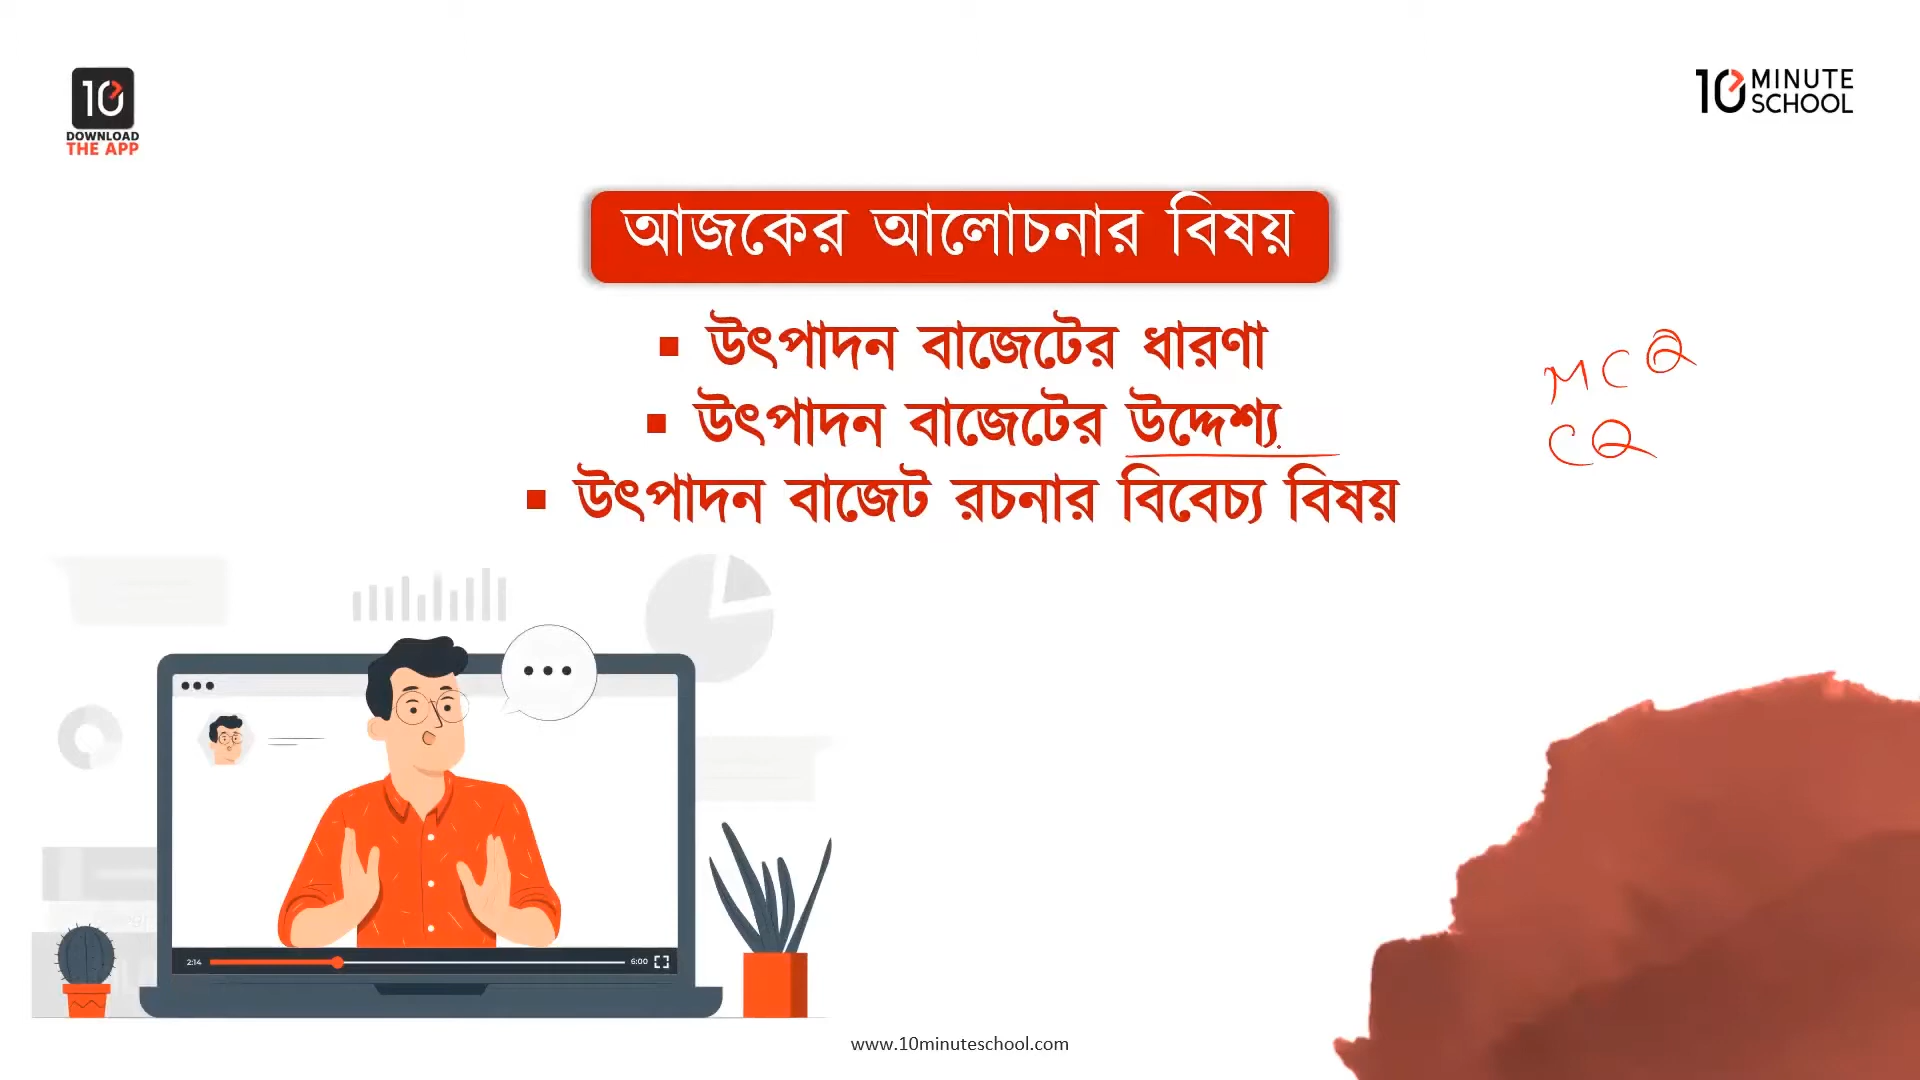 10
DOWNLOAD
THE APP
10 MINUTE
SCHOOL
আজকের আলোচনার বিষয়
▪ উৎপাদন বাজেটের ধারণা
▪ উৎপাদন বাজেটের উদ্দেশ্য
▪ উৎপাদন বাজেট রচনার বিবেচ্য বিষয়
MCQ
CQ
2:14
6:00
www.10minuteschool.com